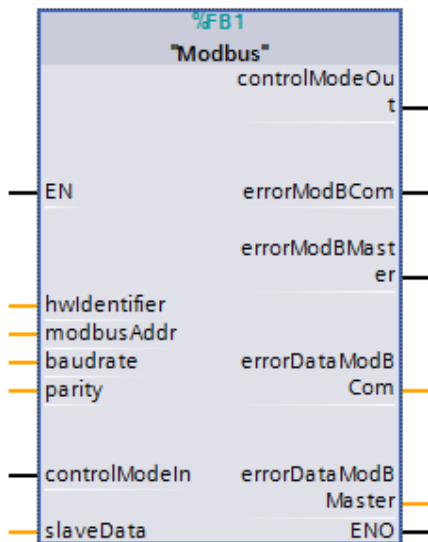 %FB1
"Modbus"
controlModeOu
t
EN
errorModBCom
errorModBMast
er
hwIdentifier
modbusAddr
baudrate
errorDataModB
parity
Com
controlModeIn
errorDataModB
Master
slaveData
ENO